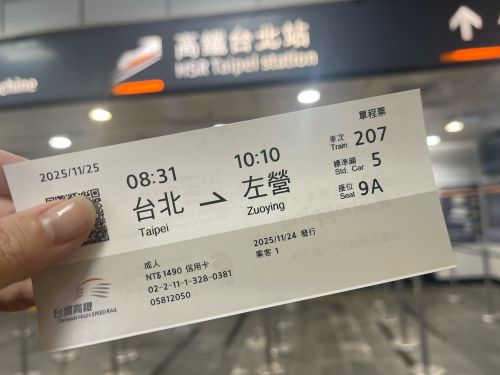 chine
高鐵台北站
HSR Taipei station
單程票
2025/11/25
08:31
10:10
車次 Train 207
台北
左營
標準廂 Std. Car 5
Taipei
Zuoying
座位 Seat 9A
成人
2025/11/24 發行
NT$ 1490 信用卡
乘客 1
02-2-11-1-328-0381
05812050
台灣高鐵
TAIWAN HIGH SPEED RAIL